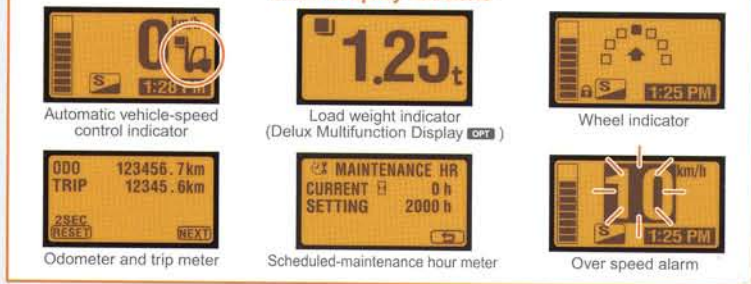 0 km/h
S 1:28 PM
Automatic vehicle-speed
control indicator
1.25t
Load weight indicator
(Delux Multifunction Display OPT )
S 1:25 PM
Wheel indicator
ODO 123456.7km
TRIP 12345.6km
2SEC
RESET NEXT
Odometer and trip meter
MAINTENANCE HR
CURRENT 0 h
SETTING 2000 h
Scheduled-maintenance hour meter
10 km/h
S 1:25 PM
Over speed alarm